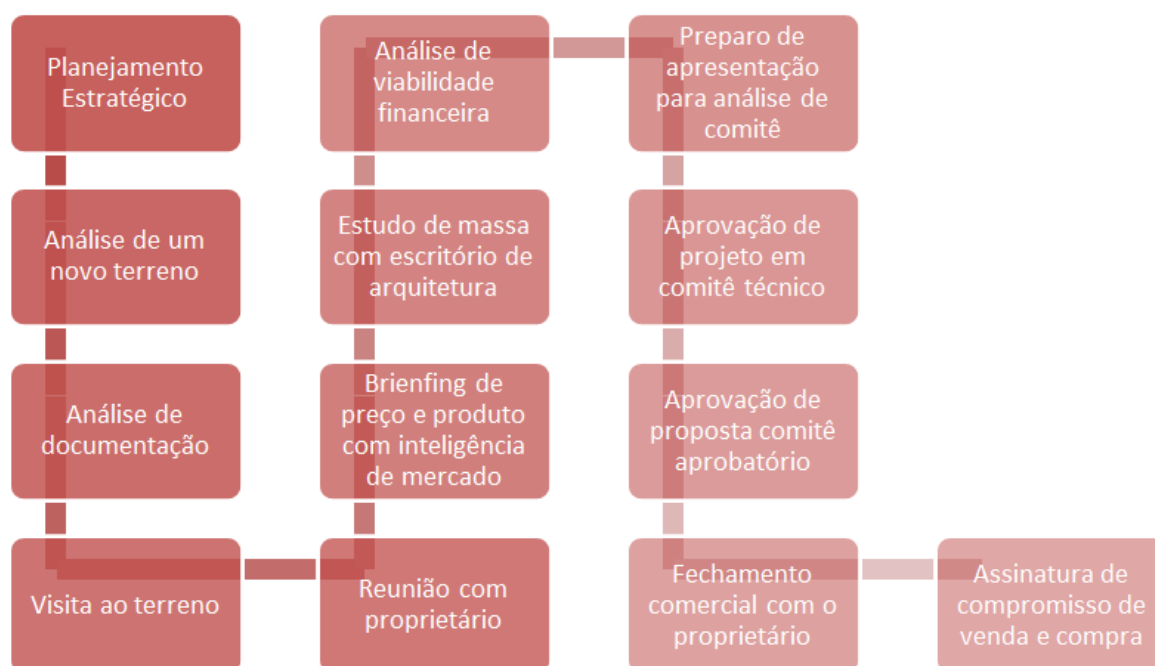 Planejamento
Estratégico
Análise de um
novo terreno
Análise de
documentação
Visita ao terreno
Reunião com
proprietário
Brienfing de
preço e produto
com inteligência
de mercado
Estudo de massa
com escritório de
arquitetura
Análise de
viabilidade
financeira
Preparo de
apresentação
para análise de
comitê
Aprovação de
projeto em
comitê técnico
Aprovação de
proposta comitê
aprobatório
Fechamento
comercial com o
proprietário
Assinatura de
compromisso de
venda e compra